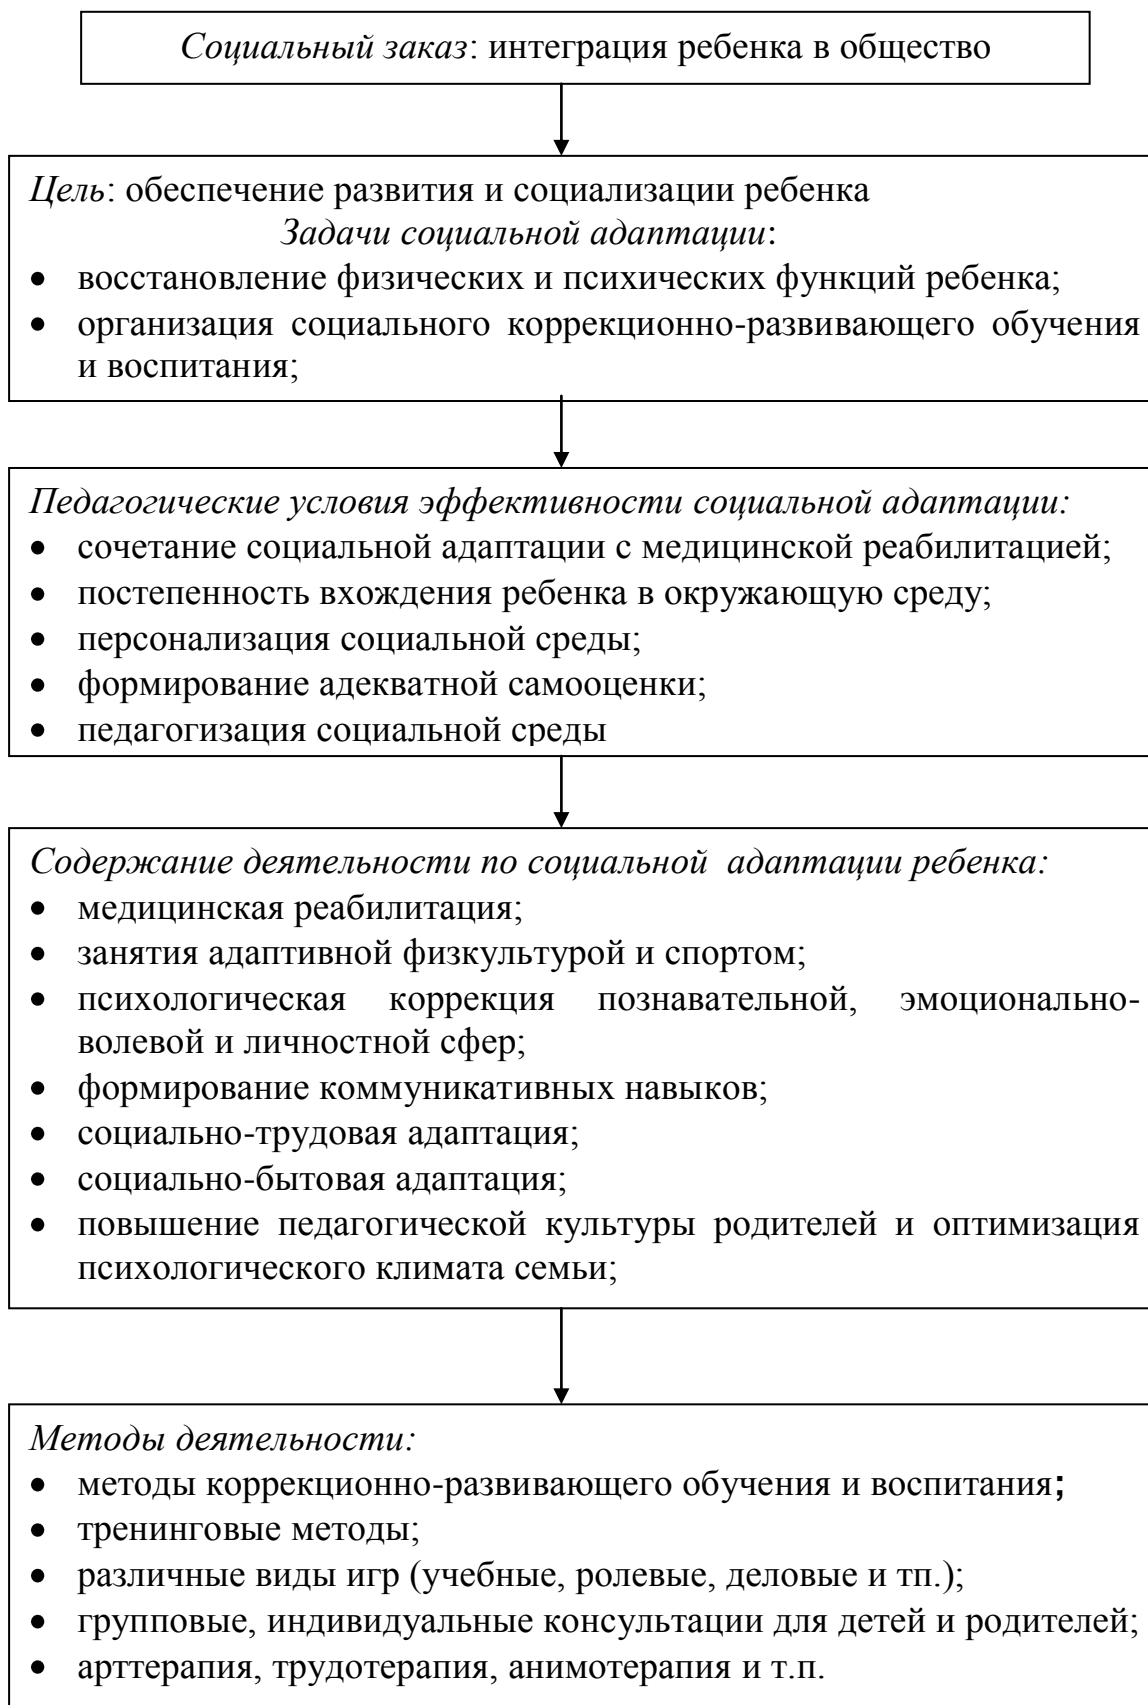 Социальный заказ: интеграция ребенка в общество
Цель: обеспечение развития и социализации ребенка
Задачи социальной адаптации:
• восстановление физических и психических функций ребенка;
• организация социального коррекционно-развивающего обучения
и воспитания;
Педагогические условия эффективности социальной адаптации:
• сочетание социальной адаптации с медицинской реабилитацией;
• постепенность вхождения ребенка в окружающую среду;
• персонализация социальной среды;
• формирование адекватной самооценки;
• педагогизация социальной среды
Содержание деятельности по социальной адаптации ребенка:
• медицинская реабилитация;
• занятия адаптивной физкультурой и спортом;
• психологическая коррекция познавательной, эмоционально-
волевой и личностной сфер;
• формирование коммуникативных навыков;
• социально-трудовая адаптация;
• социально-бытовая адаптация;
• повышение педагогической культуры родителей и оптимизация
психологического климата семьи;
Методы деятельности:
• методы коррекционно-развивающего обучения и воспитания;
• тренинговые методы;
• различные виды игр (учебные, ролевые, деловые и тп.);
• групповые, индивидуальные консультации для детей и родителей;
• арттерапия, трудотерапия, анимотерапия и т.п.